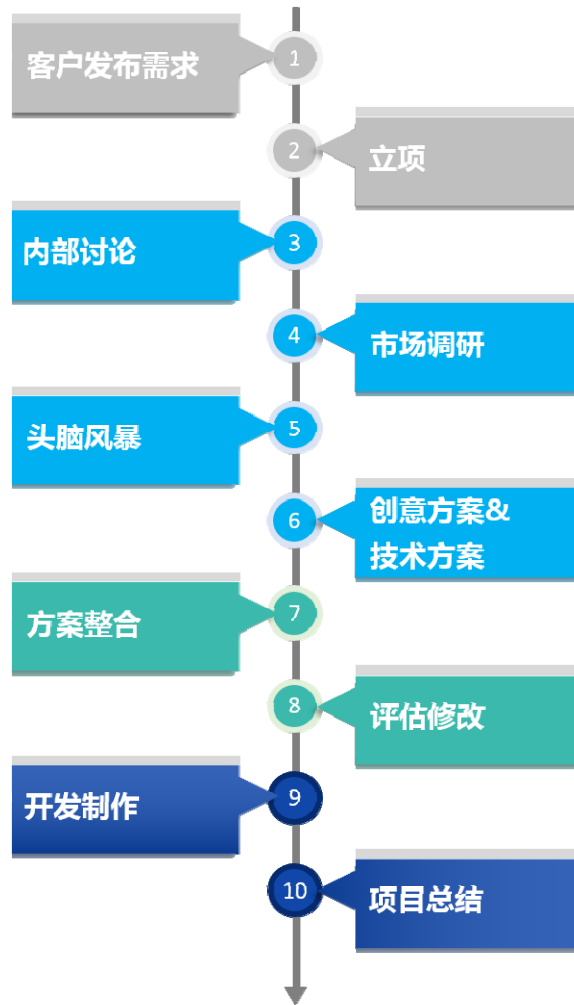 客户发布需求
1
2
立项
内部讨论
3
4
市场调研
头脑风暴
5
6
创意方案&
技术方案
方案整合
7
8
评估修改
开发制作
9
10
项目总结